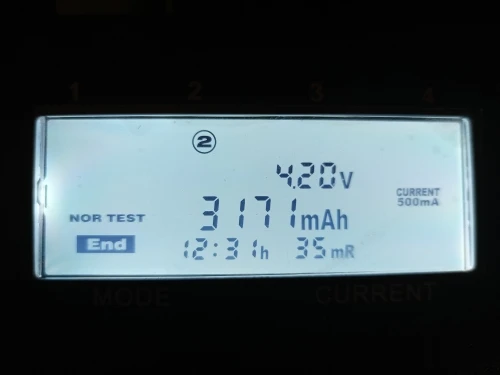 1 2 3 4
②
4.20V
CURRENT
500mA
NOR TEST
3171mAh
End
12:31h 35mR
MODE CURRENT